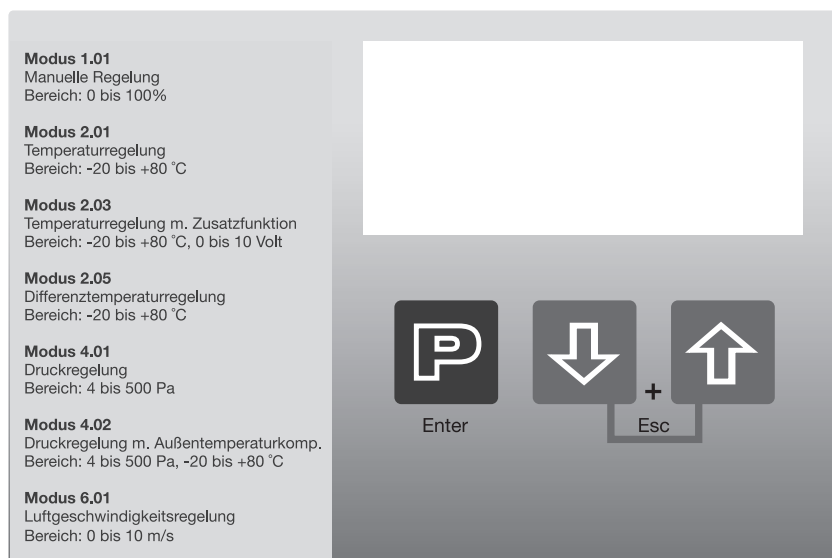 Modus 1.01
Manuelle Regelung
Bereich: 0 bis 100%
Modus 2.01
Temperaturregelung
Bereich: -20 bis +80 °C
Modus 2.03
Temperaturregelung m. Zusatzfunktion
Bereich: -20 bis +80 °C, 0 bis 10 Volt
Modus 2.05
Differenztemperaturregelung
Bereich: -20 bis +80 °C
Modus 4.01
Druckregelung
Bereich: 4 bis 500 Pa
Modus 4.02
Druckregelung m. Außentemperaturkomp.
Bereich: 4 bis 500 Pa, -20 bis +80 °C
Modus 6.01
Luftgeschwindigkeitsregelung
Bereich: 0 bis 10 m/s
P
Enter
+
Esc